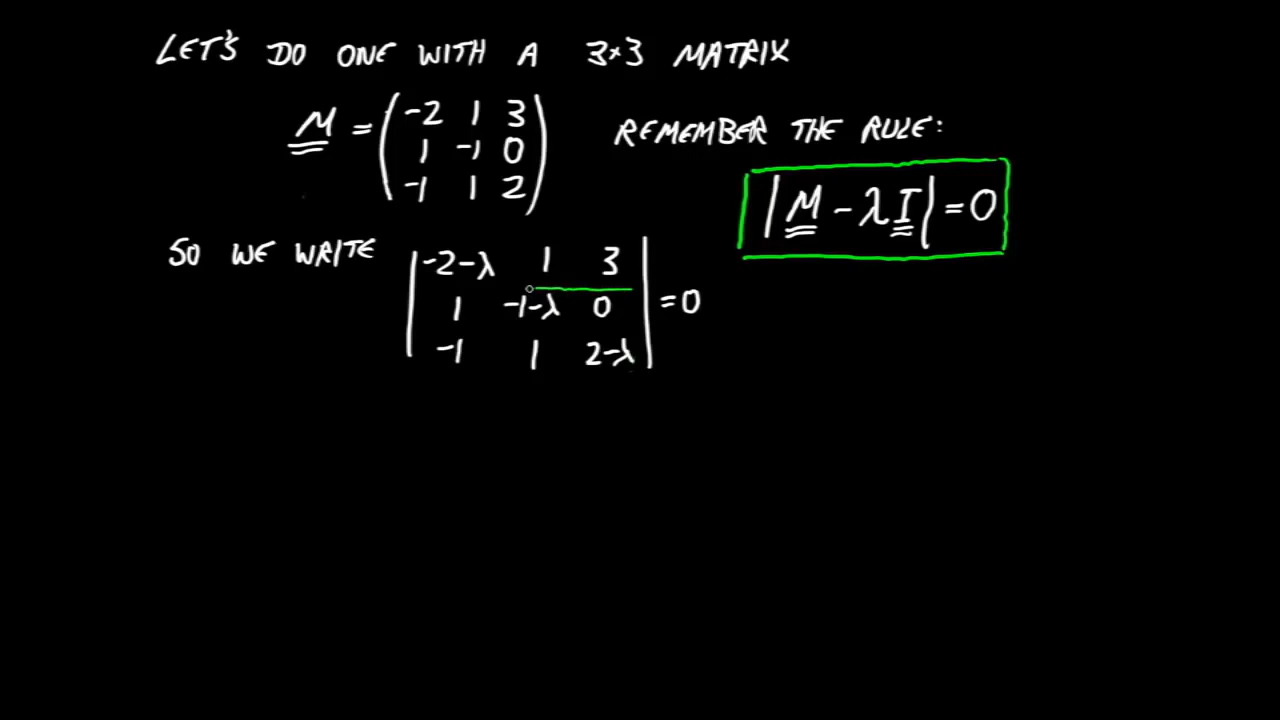 LET'S DO ONE WITH A 3×3 MATRIX
M = (-2 1 3
1 -1 0
-1 1 2)
REMEMBER THE RULE:
|M - λI| = 0
SO WE WRITE
|-2-λ 1 3
1 -1-λ 0
-1 1 2-λ| = 0